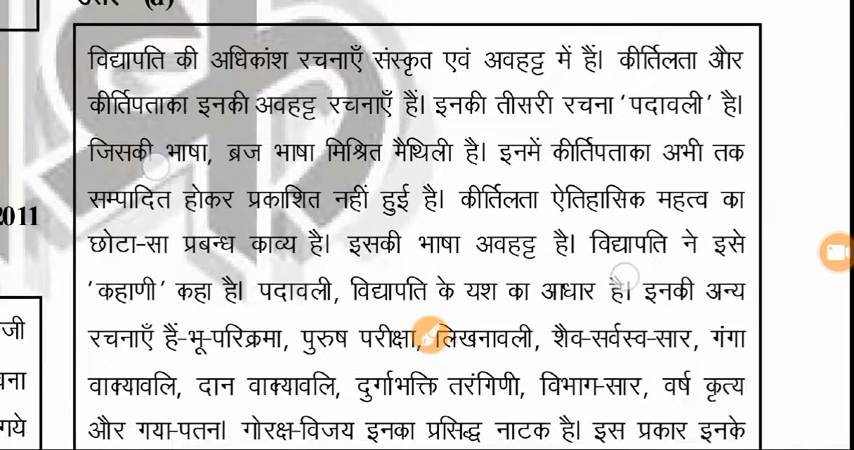 उत्तर-(d)
विद्यापति की अधिकांश रचनाएँ संस्कृत एवं अवहट्ट में हैं। कीर्तिलता और
कीर्तिपताका इनकी अवहट्ट रचनाएँ हैं। इनकी तीसरी रचना 'पदावली' है।
जिसकी भाषा, ब्रज भाषा मिश्रित मैथिली है। इनमें कीर्तिपताका अभी तक
सम्पादित होकर प्रकाशित नहीं हुई है। कीर्तिलता ऐतिहासिक महत्व का
2011
छोटा-सा प्रबन्ध काव्य है। इसकी भाषा अवहट्ट है। विद्यापति ने इसे
'कहाणी' कहा है। पदावली, विद्यापति के यश का आधार है। इनकी अन्य
जी
रचनाएँ हैं-भू-परिक्रमा, पुरुष परीक्षा, लिखनावली, शैव-सर्वस्व-सार, गंगा
वाक्यावलि, दान वाक्यावलि, दुर्गाभक्ति तरंगिणी, विभाग-सार, वर्ष कृत्य
गये
और गया-पतन। गोरक्ष-विजय इनका प्रसिद्ध नाटक है। इस प्रकार इनके